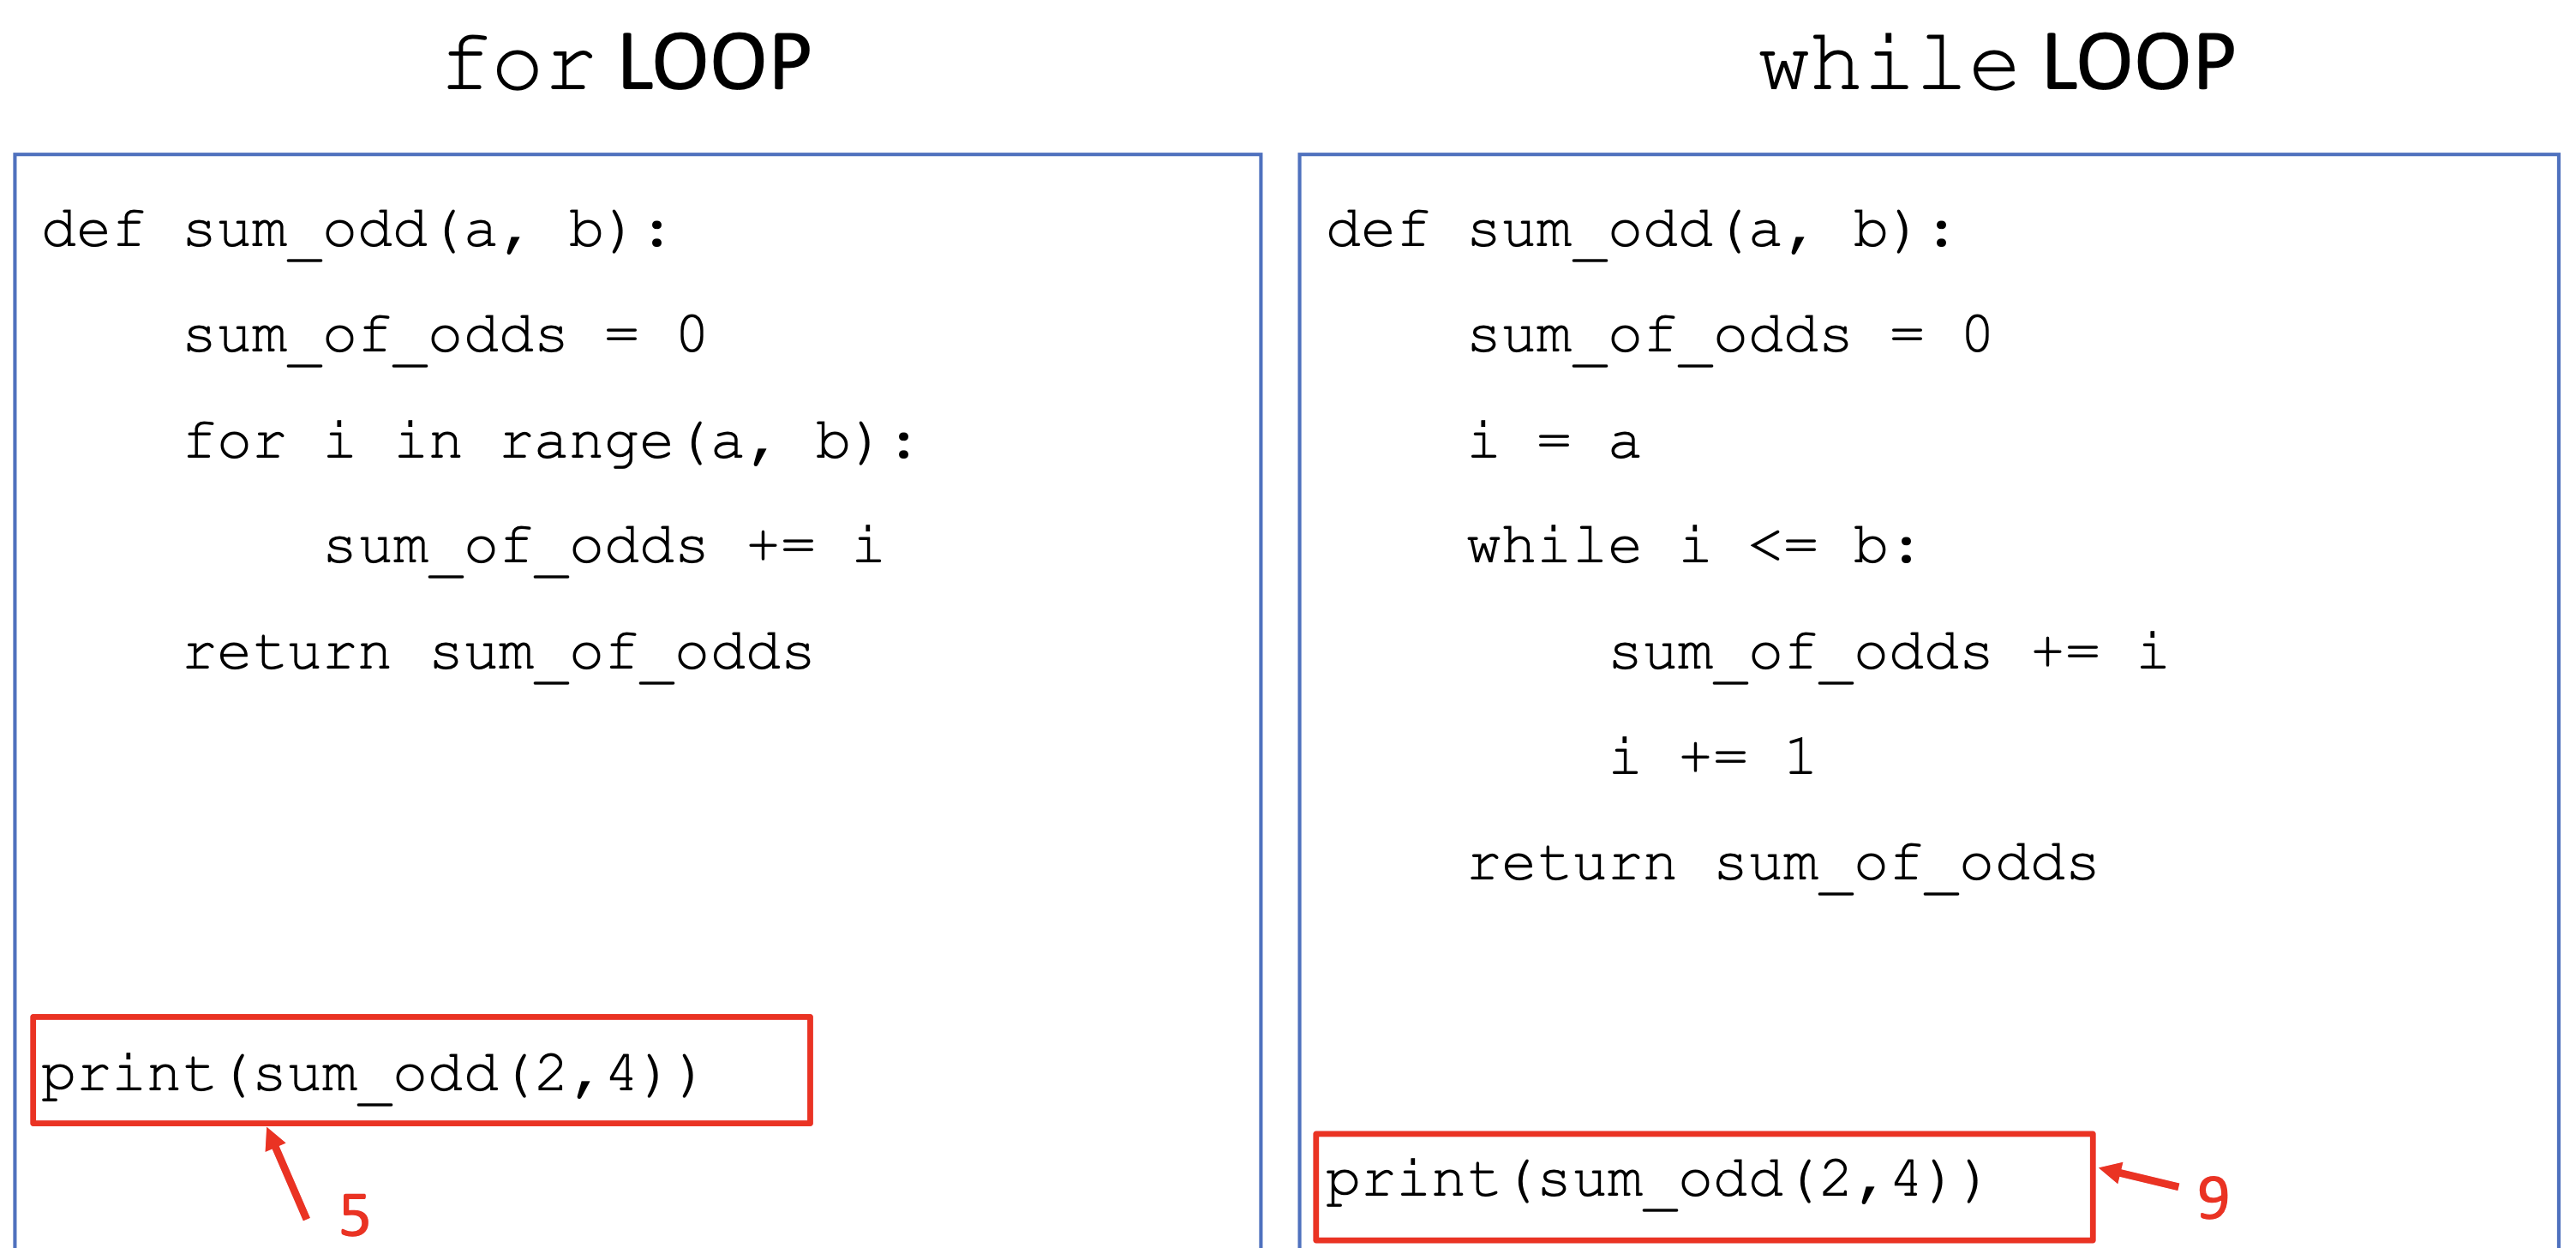 for LOOP
def sum_odd(a, b):
    sum_of_odds = 0
    for i in range(a, b):
        sum_of_odds += i
    return sum_of_odds
print(sum_odd(2,4))
5
while LOOP
def sum_odd(a, b):
    sum_of_odds = 0
    i = a
    while i <= b:
        sum_of_odds += i
        i += 1
    return sum_of_odds
print(sum_odd(2,4))
9